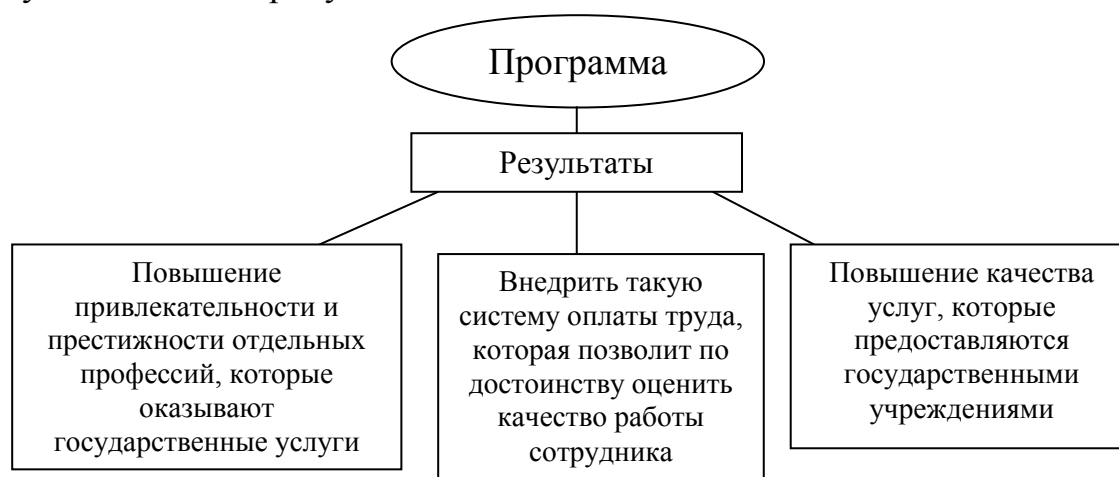 Программа
Результаты
Повышение
привлекательности и
престижности отдельных
профессий, которые
оказывают
государственные услуги
Внедрить такую
систему оплаты труда,
которая позволит по
достоинству оценить
качество работы
сотрудника
Повышение качества
услуг, которые
предоставляются
государственными
учреждениями